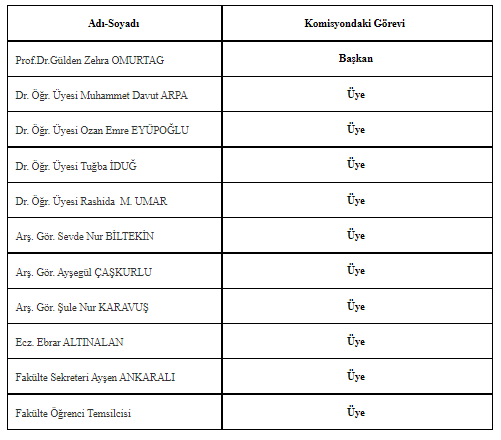 Adı-Soyadı Komisyondaki Görevi
Prof.Dr.Gülden Zehra OMURTAG Başkan
Dr. Öğr. Üyesi Muhammet Davut ARPA Üye
Dr. Öğr. Üyesi Ozan Emre EYÜPOĞLU Üye
Dr. Öğr. Üyesi Tuğba İDUĞ Üye
Dr. Öğr. Üyesi Rashida M. UMAR Üye
Arş. Gör. Sevde Nur BİLTEKİN Üye
Arş. Gör. Ayşegül ÇAŞKURLU Üye
Arş. Gör. Şule Nur KARAVUŞ Üye
Ecz. Ebrar ALTINALAN Üye
Fakülte Sekreteri Ayşen ANKARALI Üye
Fakülte Öğrenci Temsilcisi Üye